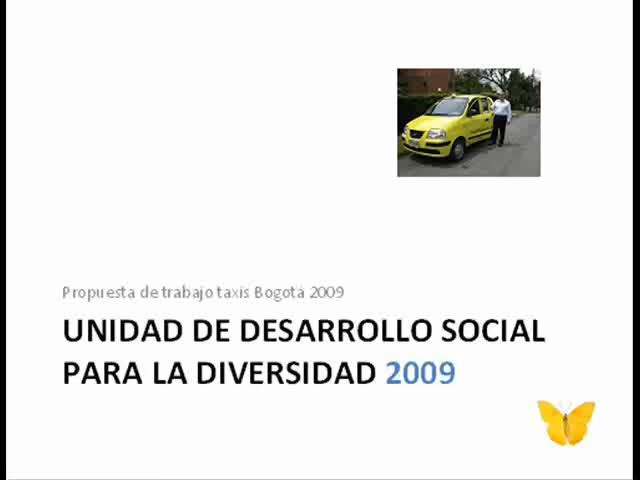 Propuesta de trabajo taxis Bogotá 2009
UNIDAD DE DESARROLLO SOCIAL
PARA LA DIVERSIDAD 2009